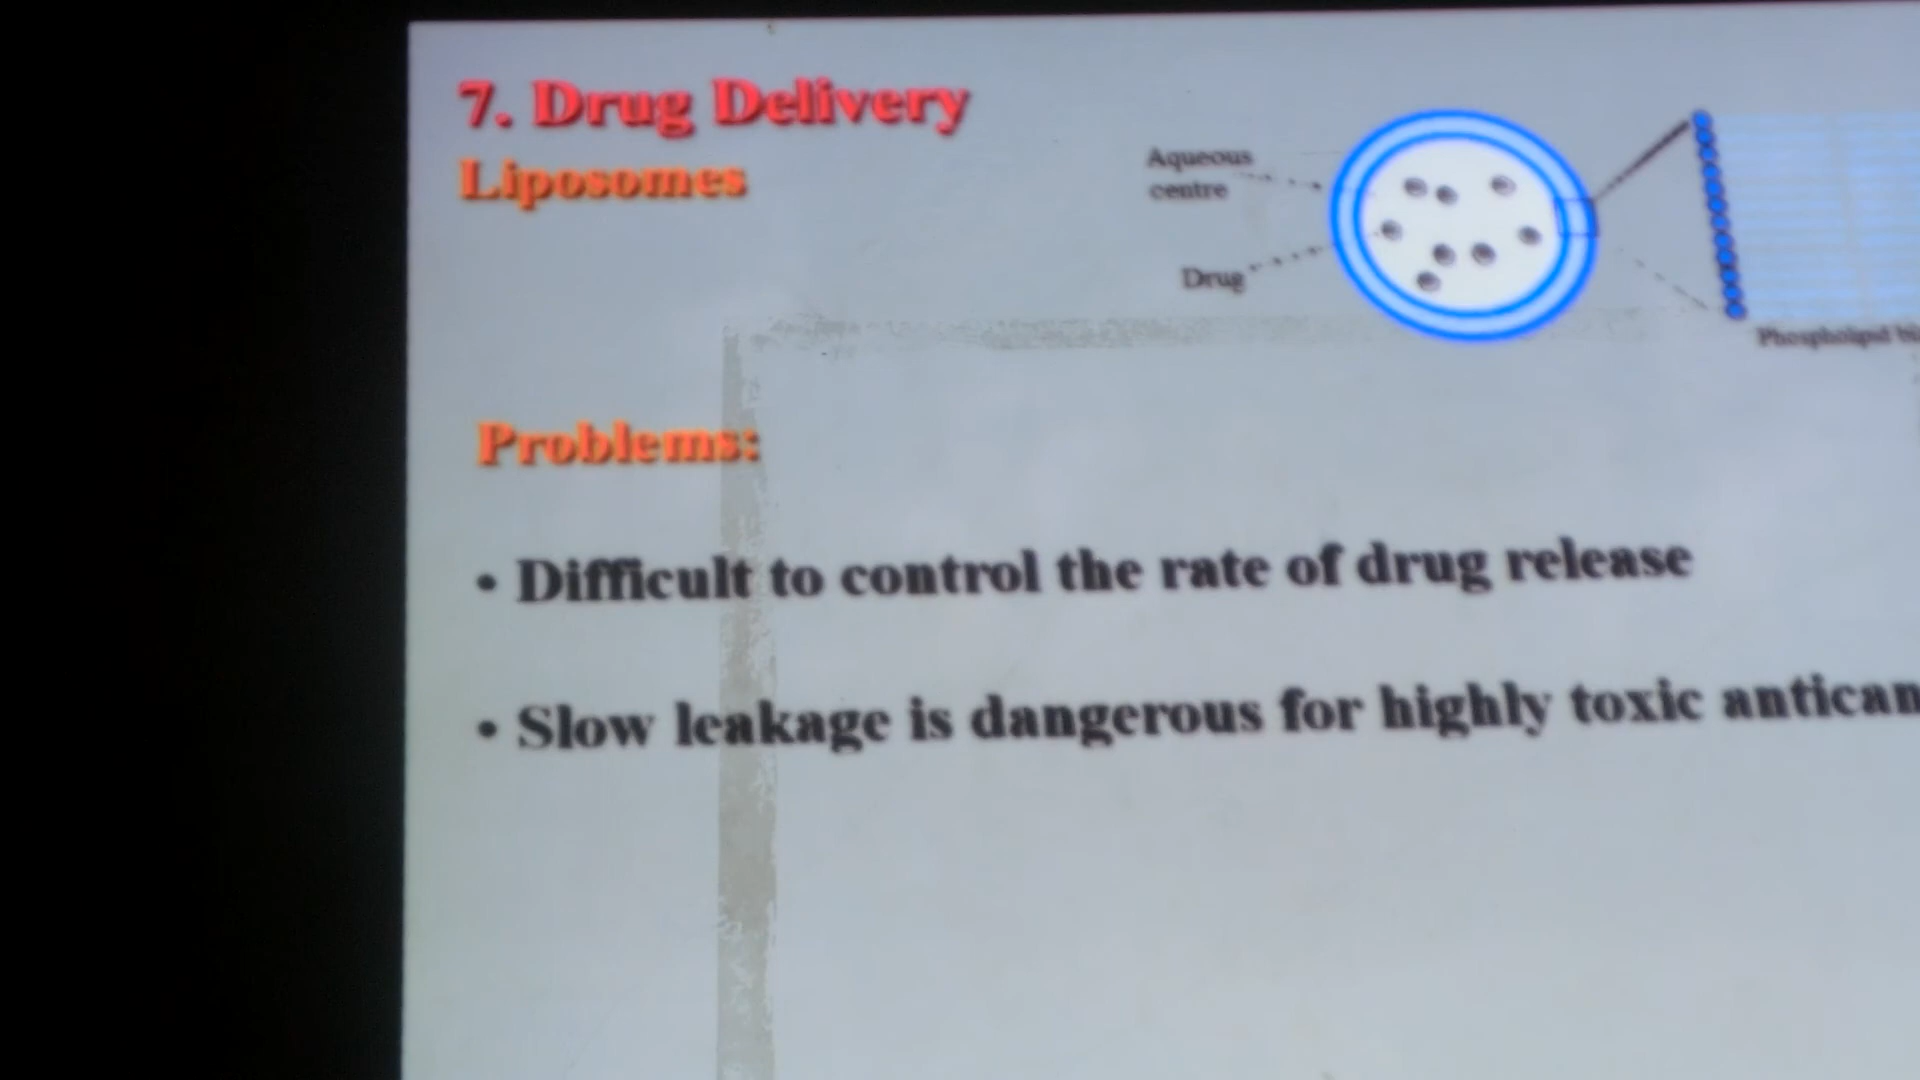 7. Drug Delivery
Liposomes
Aqueous
centre
Drug
Phospholipid
Problems:
• Difficult to control the rate of drug release
• Slow leakage is dangerous for highly toxic